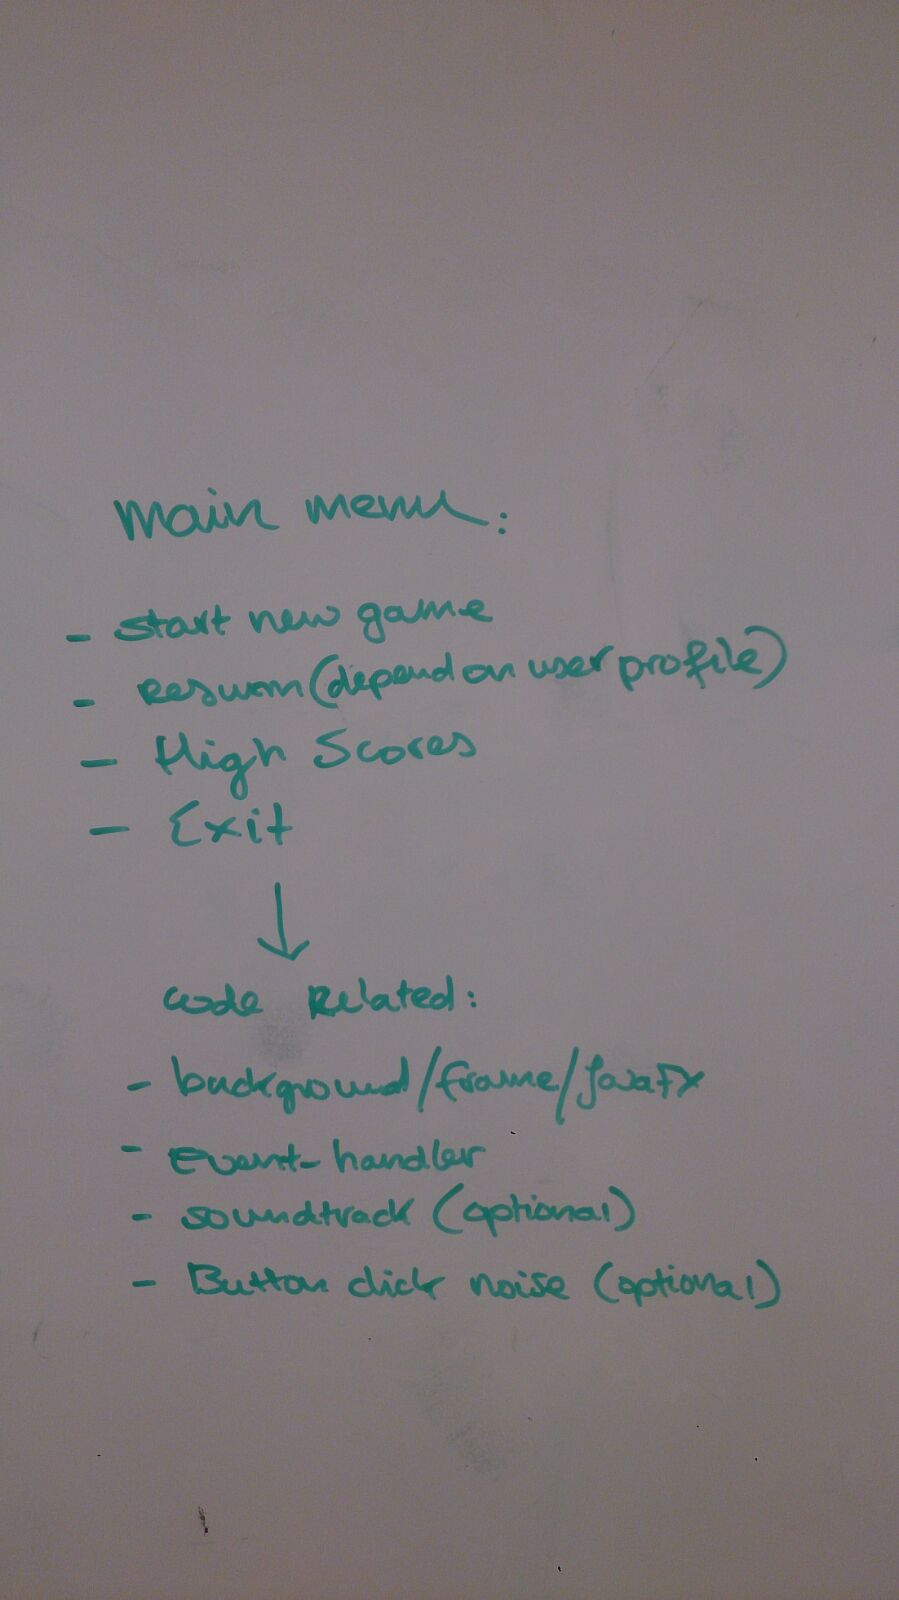 Main menu:
- Start new game
- Resum (depend on user profile)
- High Scores
- Exit
Code Related:
- background/frame/JavaFX
- Event-handler
- soundtrack (optional)
- Button click noise (optional)